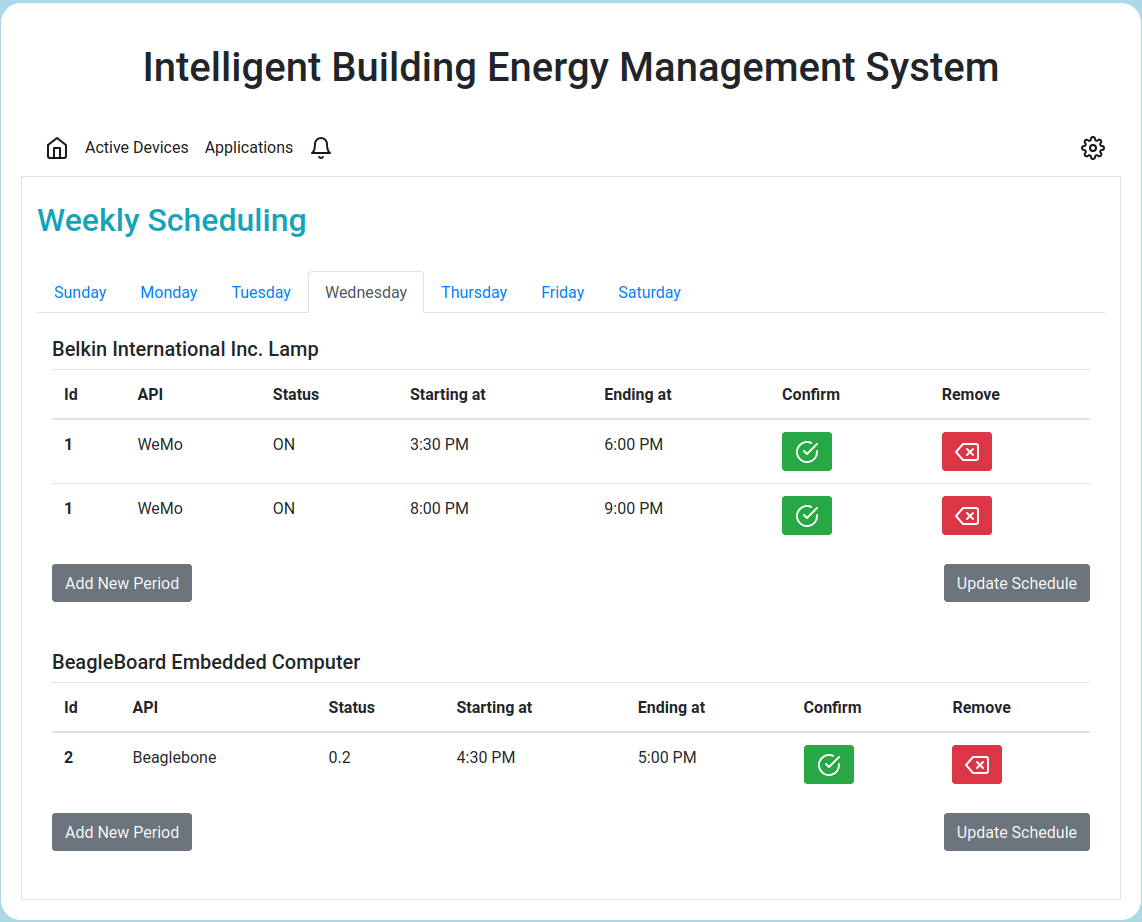 Intelligent Building Energy Management System
Active Devices Applications
Weekly Scheduling
Sunday Monday Tuesday Wednesday Thursday Friday Saturday
Belkin International Inc. Lamp
Id API Status Starting at Ending at Confirm Remove
1 WeMo ON 3:30 PM 6:00 PM
1 WeMo ON 8:00 PM 9:00 PM
Add New Period Update Schedule
BeagleBoard Embedded Computer
Id API Status Starting at Ending at Confirm Remove
2 Beaglebone 0.2 4:30 PM 5:00 PM
Add New Period Update Schedule